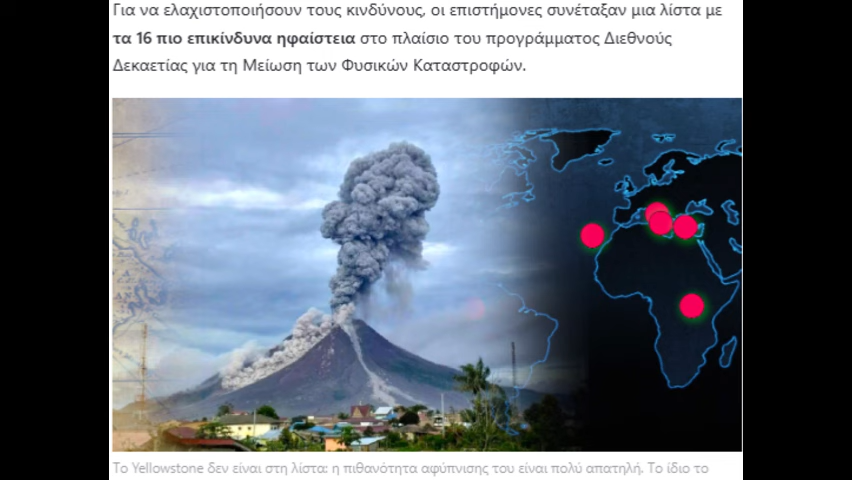 Για να ελαχιστοποιήσουν τους κινδύνους, οι επιστήμονες συνέταξαν μια λίστα με
τα 16 πιο επικίνδυνα ηφαίστεια στο πλαίσιο του προγράμματος Διεθνούς
Δεκαετίας για τη Μείωση των Φυσικών Καταστροφών.
Το Yellowstone δεν είναι στη λίστα: η πιθανότητα αφύπνισης του είναι πολύ απατηλή. Το ίδιο το